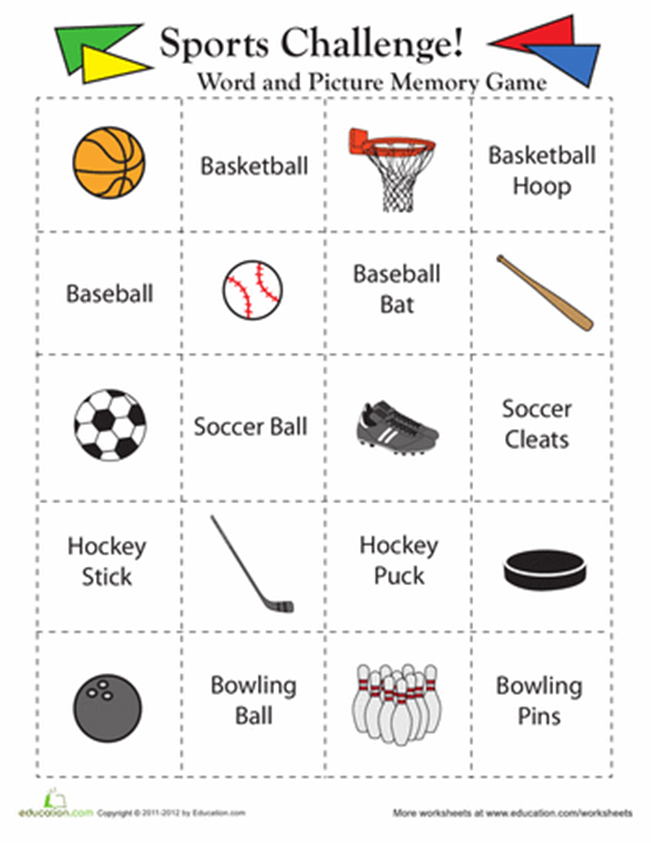 Sports Challenge!
Word and Picture Memory Game
Basketball
Basketball
Hoop
Baseball
Baseball
Bat
Soccer Ball
Soccer
Cleats
Hockey
Stick
Hockey
Puck
Bowling
Ball
Bowling
Pins
education.com Copyright © 2011-2012 by Education.com
More worksheets at www.education.com/worksheets